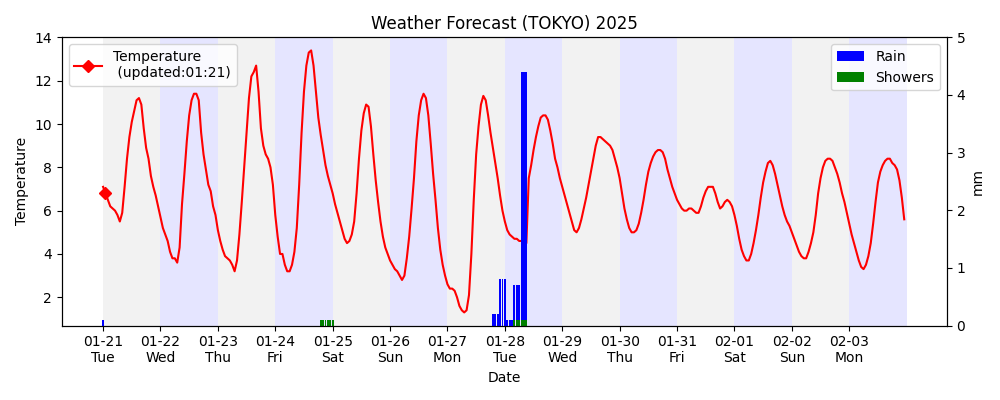 Weather Forecast (TOKYO) 2025
Temperature
(updated:01:21)
Rain
Showers
14
12
10
8
6
4
2
Temperature
5
4
3
2
1
0
mm
01-21 01-22 01-23 01-24 01-25 01-26 01-27 01-28 01-29 01-30 01-31 02-01 02-02 02-03
Tue Wed Thu Fri Sat Sun Mon Tue Wed Thu Fri Sat Sun Mon
Date